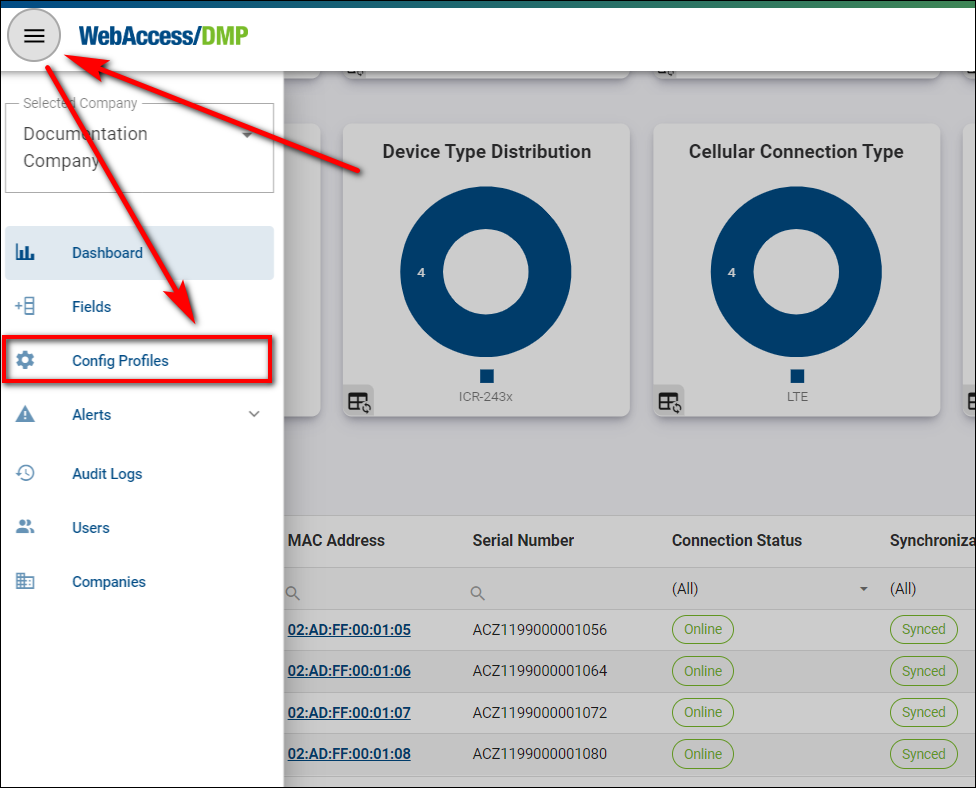 WebAccess/DMP
Selected Company
Documentation
Company
Dashboard
Fields
Config Profiles
Alerts
Audit Logs
Users
Companies
Device Type Distribution
4
ICR-243x
Cellular Connection Type
4
LTE
MAC Address Serial Number Connection Status Synchroniza
(All) (All)
02:AD:FF:00:01:05 ACZ1199000001056 Online Synced
02:AD:FF:00:01:06 ACZ1199000001064 Online Synced
02:AD:FF:00:01:07 ACZ1199000001072 Online Synced
02:AD:FF:00:01:08 ACZ1199000001080 Online Synced